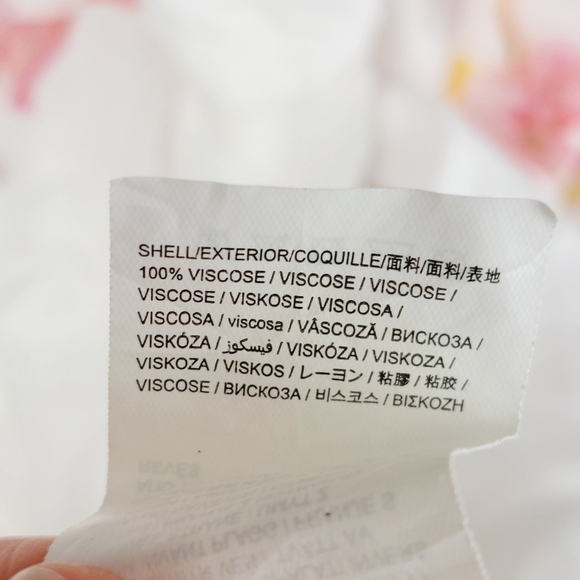 SHELL/EXTERIOR/COQUILLE/面料/面料/表地
100% VISCOSE / VISCOSE / VISCOSE /
VISCOSE / VISKOSE / VISCOSA /
VISCOSA / viscosa / VÂSCOZĂ / ВИСКОЗА /
VISKÓZA / فيسكوز / VISKÓZA / VISKOZA /
VISKOZA / VISKOS / レーヨン / 粘膠 / 粘胶 /
VISCOSE / ВИСКОЗА / 비스코스 / ΒΙΣΚΟΖΗ